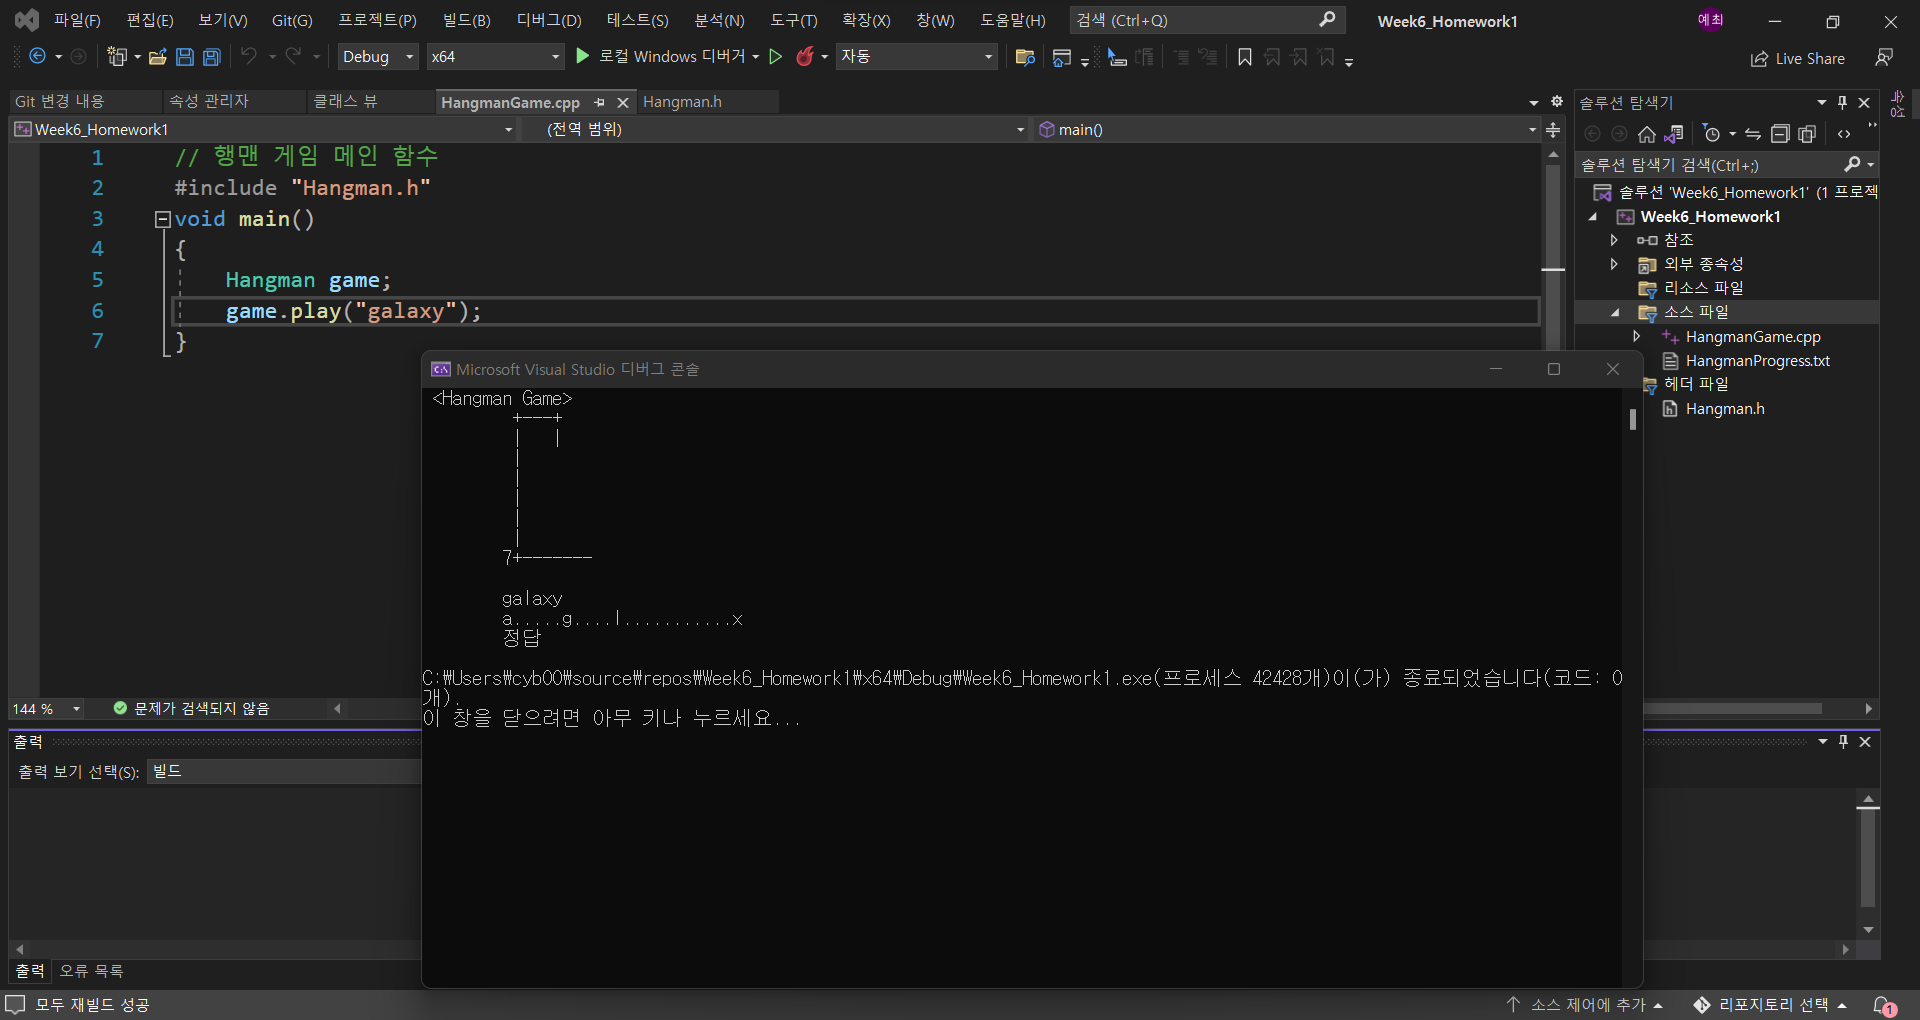 파일(F) 편집(E) 보기(V) Git(G) 프로젝트(P) 빌드(B) 디버그(D) 테스트(S) 분석(N) 도구(T) 확장(X) 창(W) 도움말(H) 검색 (Ctrl+Q) Week6_Homework1 예최
Debug x64 로컬 Windows 디버거 자동 Live Share
Git 변경 내용 속성 관리자 클래스 뷰 HangmanGame.cpp Hangman.h
Week6_Homework1 (전역 범위) main()
1 // 행맨 게임 메인 함수
2 #include "Hangman.h"
3 void main()
4 {
5 Hangman game;
6 game.play("galaxy");
7 }
144 % 문제가 검색되지 않음
솔루션 탐색기
솔루션 탐색기 검색(Ctrl+;)
솔루션 'Week6_Homework1' (1 프로젝
Week6_Homework1
참조
외부 종속성
리소스 파일
소스 파일
HangmanGame.cpp
HangmanProgress.txt
헤더 파일
Hangman.h
속성
Microsoft Visual Studio 디버그 콘솔
<Hangman Game>
+---+
|   |
|
|
|
|
|
7+-------
galaxy
a.....g....l...........x
정답
C:\Users\cyb00\source\repos\Week6_Homework1\x64\Debug\Week6_Homework1.exe(프로세스 42428개)이(가) 종료되었습니다(코드: 0
개).
이 창을 닫으려면 아무 키나 누르세요...
출력
출력 보기 선택(S): 빌드
출력 오류 목록
모두 재빌드 성공 소스 제어에 추가 리포지토리 선택 1